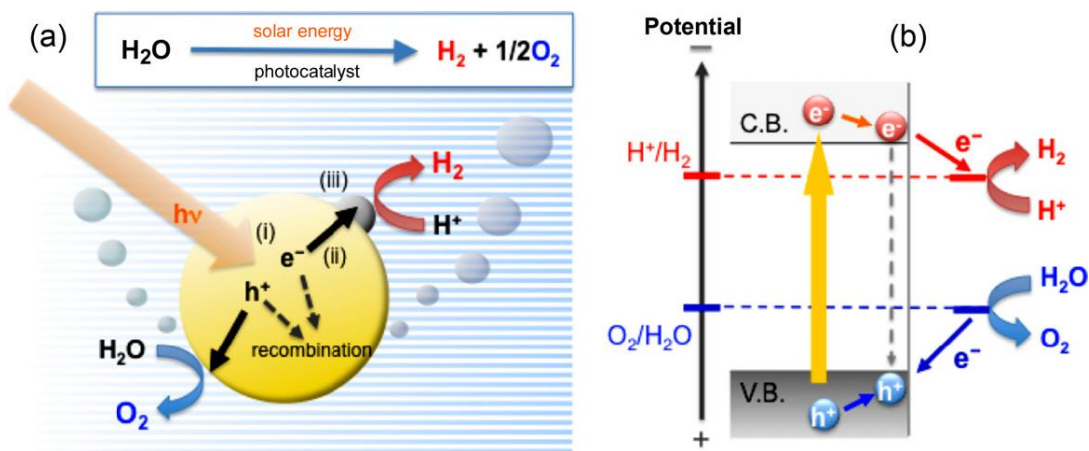 (a)
H₂O
solar energy
photocatalyst
H₂ + 1/2O₂
hν
(i)
(iii)
H₂
H⁺
e⁻
(ii)
h⁺
recombination
H₂O
O₂
Potential
(b)
−
C.B.
e⁻
e⁻
e⁻
H₂
H⁺/H₂
H⁺
H₂O
O₂/H₂O
O₂
e⁻
V.B.
h⁺
h⁺
+